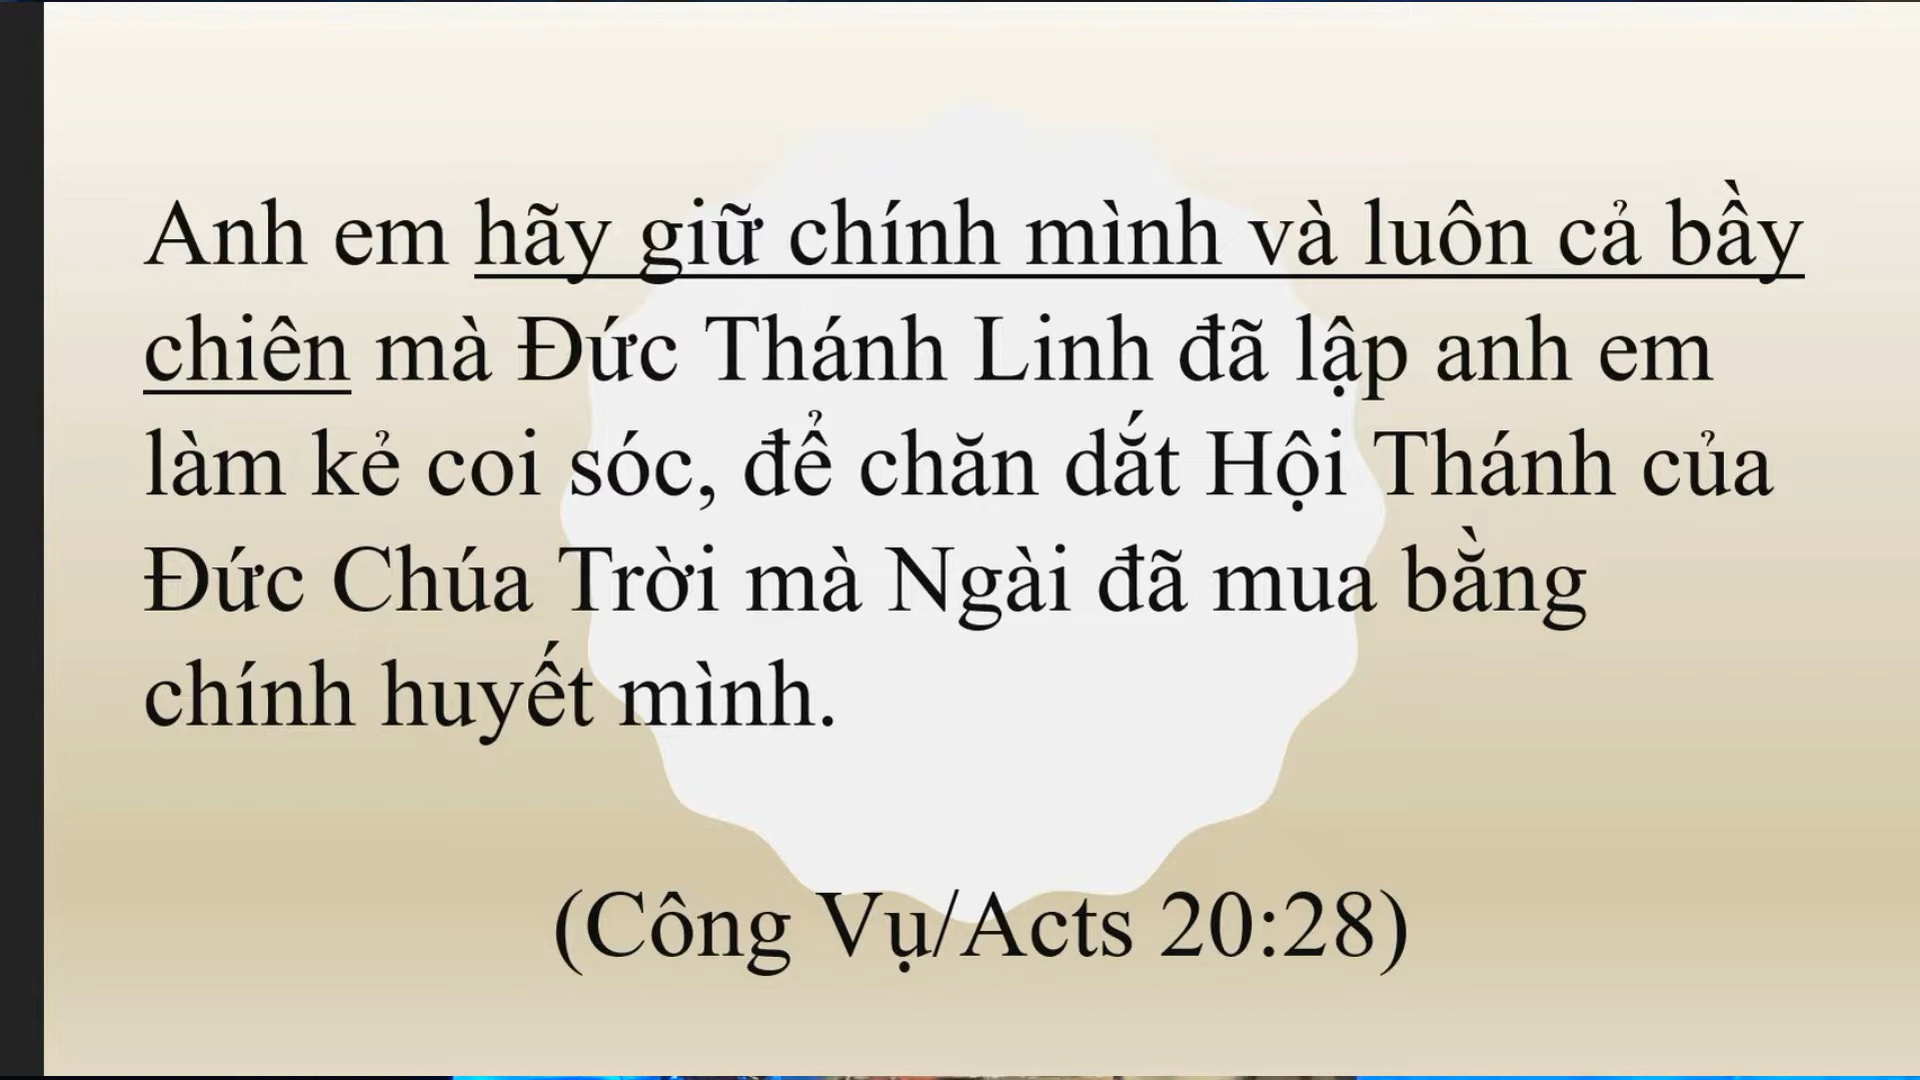 Anh em hãy giữ chính mình và luôn cả bầy
chiên mà Đức Thánh Linh đã lập anh em
làm kẻ coi sóc, để chăn dắt Hội Thánh của
Đức Chúa Trời mà Ngài đã mua bằng
chính huyết mình.
(Công Vụ/Acts 20:28)